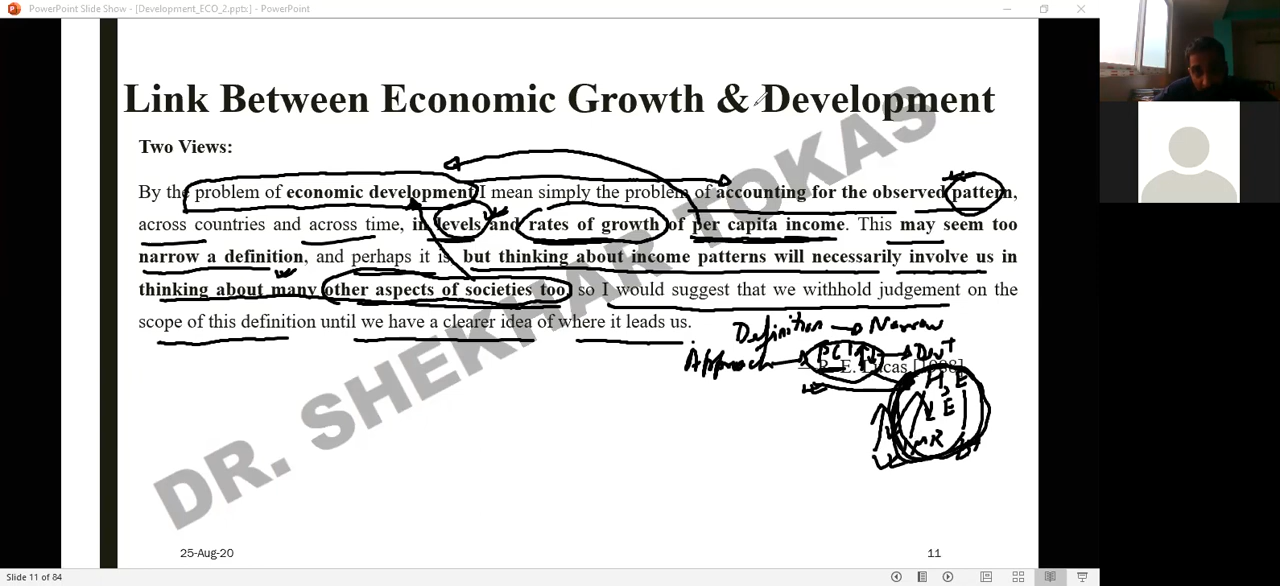 PowerPoint Slide Show - [Development_ECO_2.pptx] - PowerPoint
Link Between Economic Growth & Development
Two Views:
By the problem of economic development I mean simply the problem of accounting for the observed pattern,
across countries and across time, in levels and rates of growth of per capita income. This may seem too
narrow a definition, and perhaps it is, but thinking about income patterns will necessarily involve us in
thinking about many other aspects of societies too, so I would suggest that we withhold judgement on the
scope of this definition until we have a clearer idea of where it leads us.
Definition → Narrow
Approach → PCI
– R. E. Lucas [1988]
H, E
E
DR. SHEKHAR TOKAS
25-Aug-20
11
Slide 11 of 84